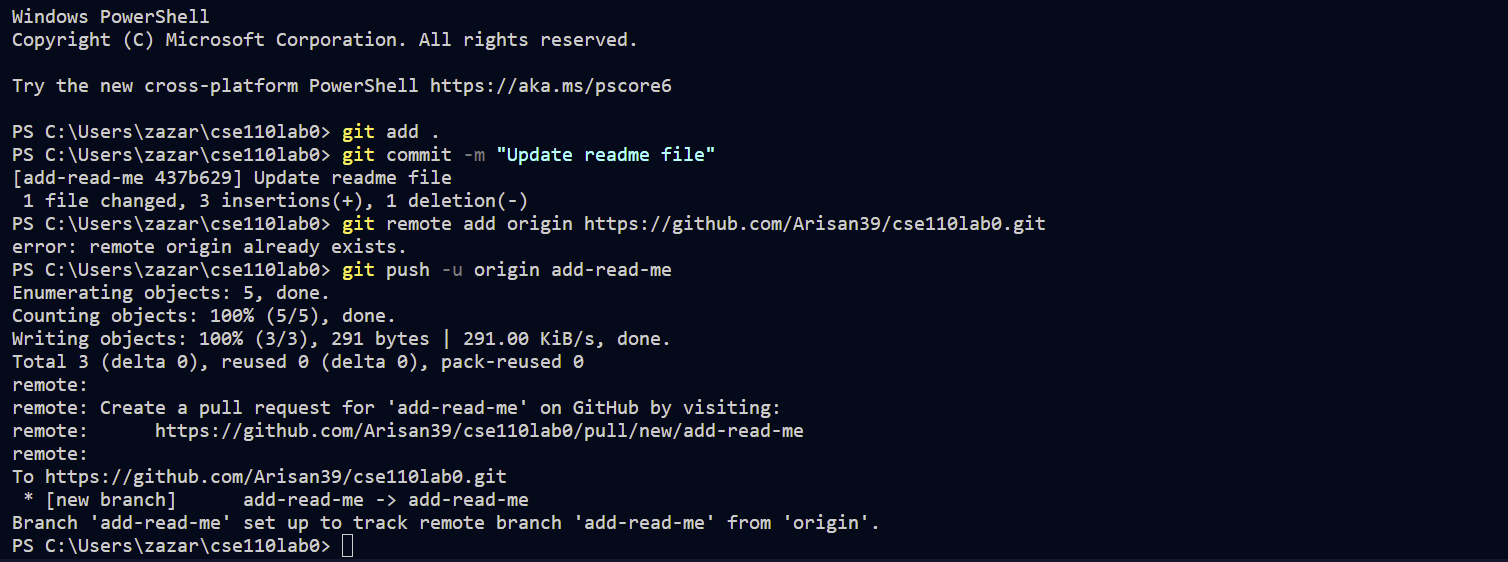 Windows PowerShell
Copyright (C) Microsoft Corporation. All rights reserved.
Try the new cross-platform PowerShell https://aka.ms/pscore6
PS C:\Users\zazar\cse110lab0> git add .
PS C:\Users\zazar\cse110lab0> git commit -m "Update readme file"
[add-read-me 437b629] Update readme file
 1 file changed, 3 insertions(+), 1 deletion(-)
PS C:\Users\zazar\cse110lab0> git remote add origin https://github.com/Arisan39/cse110lab0.git
error: remote origin already exists.
PS C:\Users\zazar\cse110lab0> git push -u origin add-read-me
Enumerating objects: 5, done.
Counting objects: 100% (5/5), done.
Writing objects: 100% (3/3), 291 bytes | 291.00 KiB/s, done.
Total 3 (delta 0), reused 0 (delta 0), pack-reused 0
remote:
remote: Create a pull request for 'add-read-me' on GitHub by visiting:
remote:      https://github.com/Arisan39/cse110lab0/pull/new/add-read-me
remote:
To https://github.com/Arisan39/cse110lab0.git
 * [new branch]      add-read-me -> add-read-me
Branch 'add-read-me' set up to track remote branch 'add-read-me' from 'origin'.
PS C:\Users\zazar\cse110lab0>